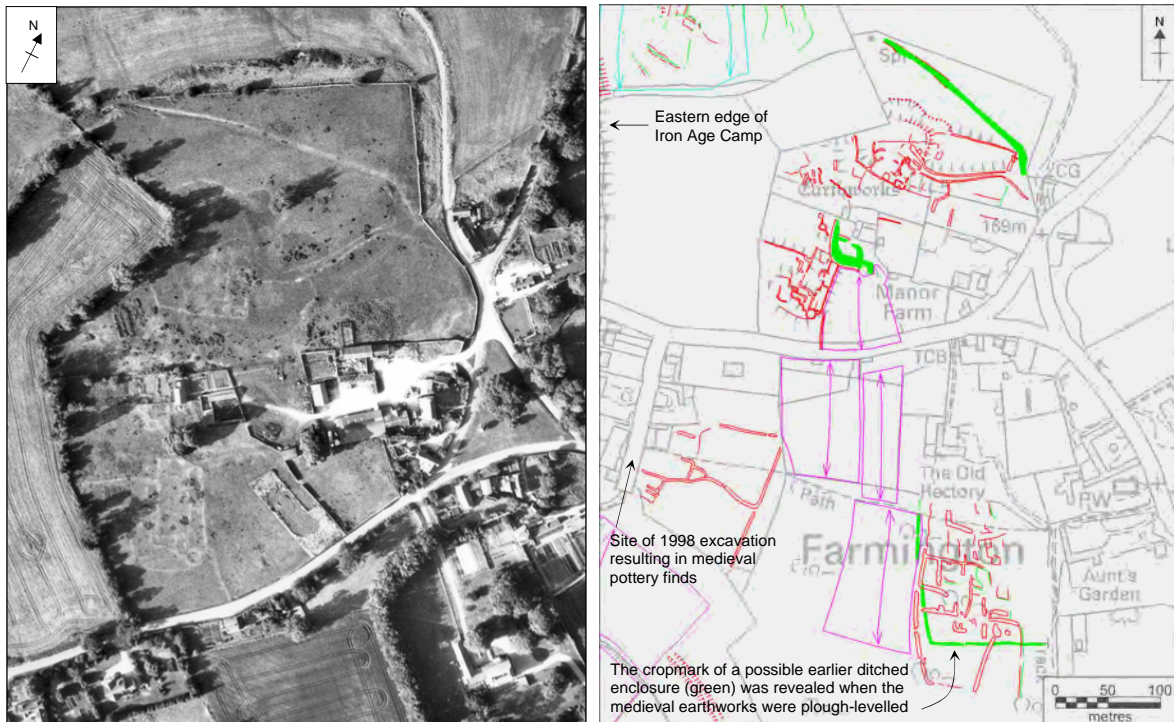 N
N
Spr
Eastern edge of
Iron Age Camp
CG
Earthworks
169m
Manor
Farm
TCB
The Old
Rectory
Path
PW
Site of 1998 excavation
resulting in medieval
pottery finds
Farmington
Aunt's
Garden
The cropmark of a possible earlier ditched
enclosure (green) was revealed when the
medieval earthworks were plough-levelled
Track
0 50 100
metres